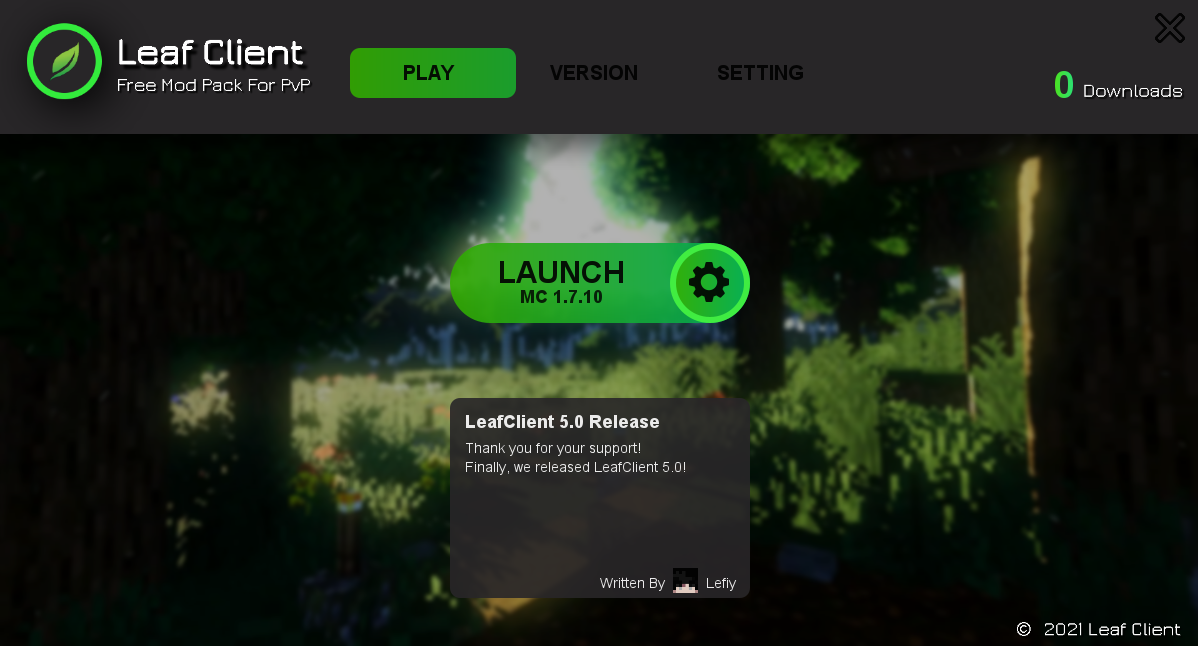 Leaf Client
Free Mod Pack For PvP
PLAY
VERSION
SETTING
0 Downloads
LAUNCH
MC 1.7.10
LeafClient 5.0 Release
Thank you for your support!
Finally, we released LeafClient 5.0!
Written By Lefiy
© 2021 Leaf Client